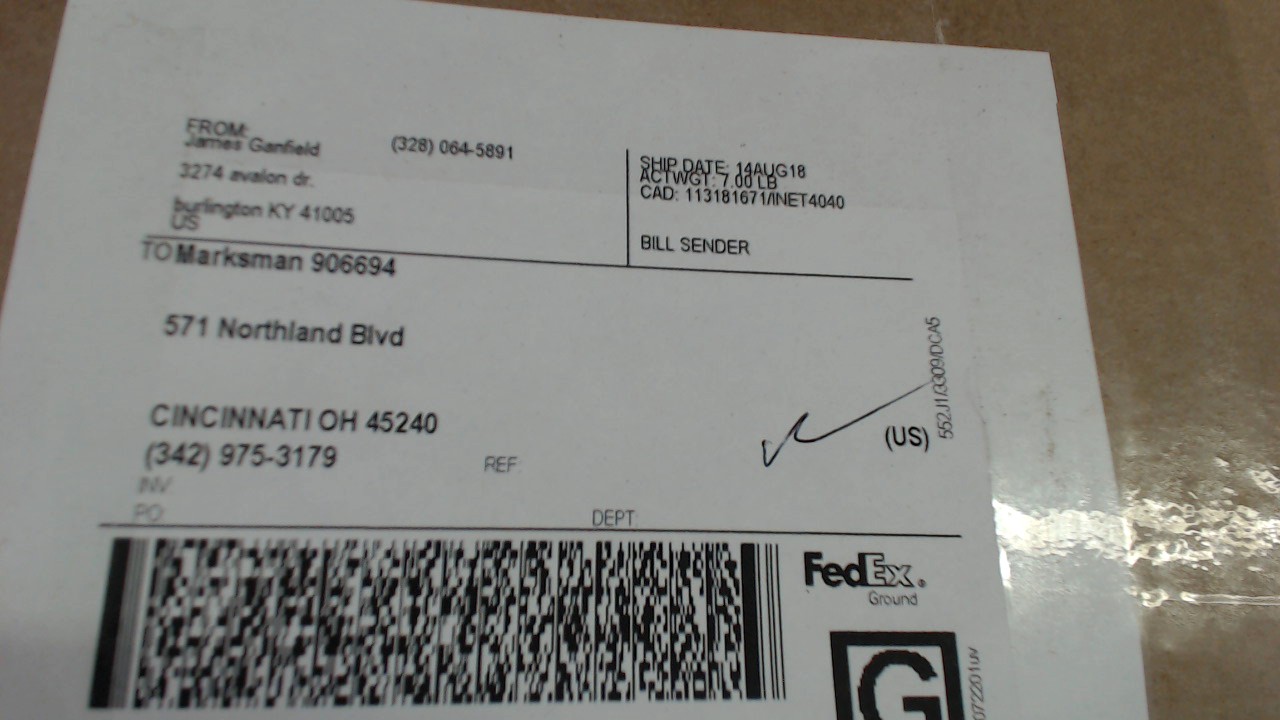 FROM:
James Ganfield
(328) 064-5891
3274 avalon dr.
burlington KY 41005
US
SHIP DATE: 14AUG18
ACTWGT: 7.00 LB
CAD: 113181671/INET4040
BILL SENDER
TO Marksman 906694
571 Northland Blvd
CINCINNATI OH 45240
(342) 975-3179
REF:
INV:
PO:
DEPT:
(US)
552J1/3309/DCA5
FedEx.
Ground
G